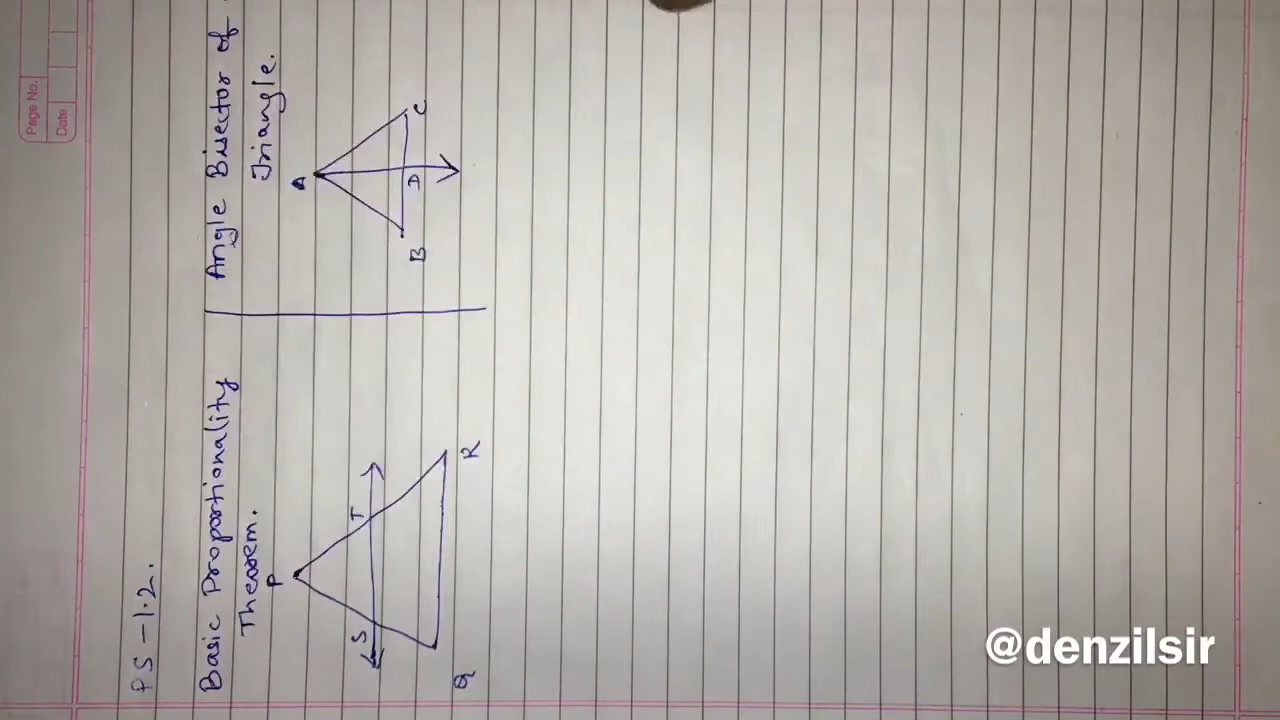 Page No.
Date
PS - 1.2.
Basic Proportionality
Theorem.
P
S
T
Q
R
Angle Bisector of
Triangle.
A
B
D
C
@denzilsir